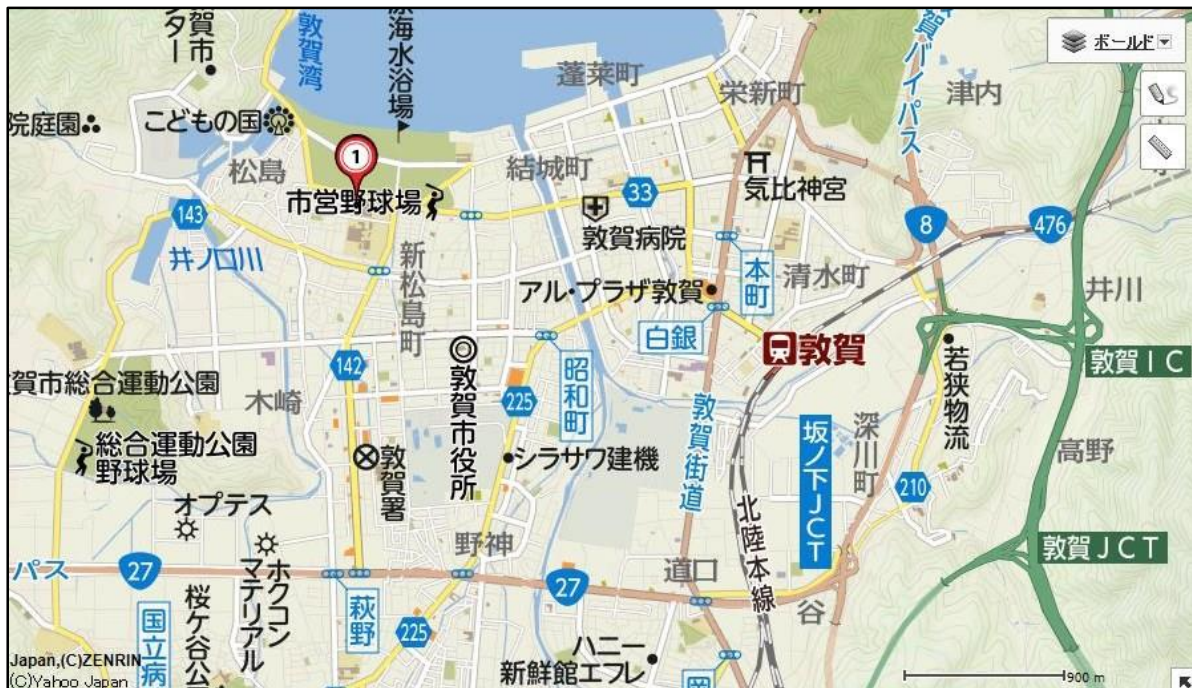 賀市
ター
敦賀湾
原海水浴場
蓬莱町
栄新町
賀バイパス
津内
ボールド
院庭園
こどもの国
松島
1
結城町
33
気比神宮
市営野球場
143
敦賀病院
8
476
井ノ口川
新松島町
本町
清水町
アル・プラザ敦賀
井川
白銀
敦賀
142
昭和町
敦賀IC
賀市総合運動公園
木崎
敦賀市役所
225
敦賀街道
若狭物流
総合運動公園
野球場
敦賀署
シラサワ建機
坂ノ下JCT
深川町
高野
210
オプテス
野神
北陸本線
敦賀JCT
パス
27
ホクコン
マテリアル
27
道口
谷
国立病
桜ケ谷公
萩野
225
ハニー
新鮮館エフレ
岡
Japan,(C)ZENRIN
(C)Yahoo Japan
900 m